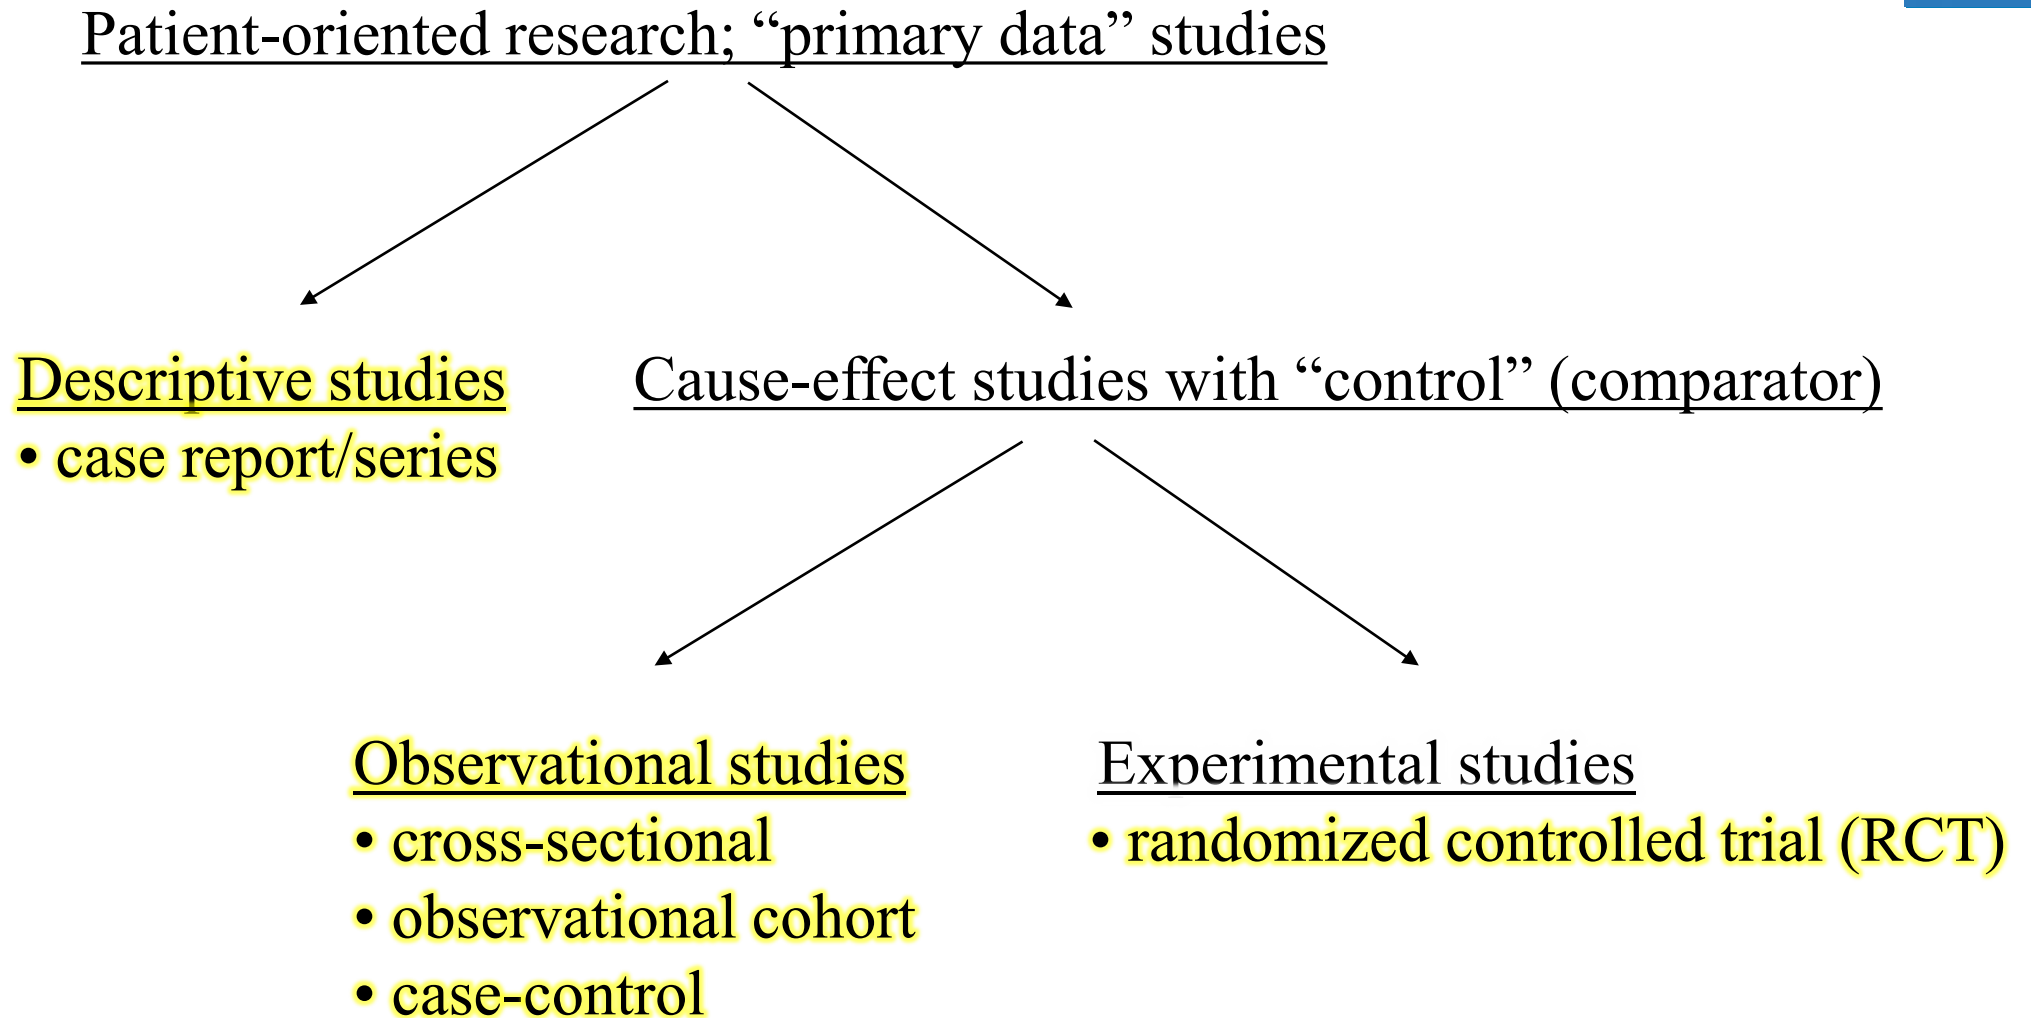 Patient-oriented research; “primary data” studies
Descriptive studies
• case report/series
Cause-effect studies with “control” (comparator)
Observational studies
• cross-sectional
• observational cohort
• case-control
Experimental studies
• randomized controlled trial (RCT)